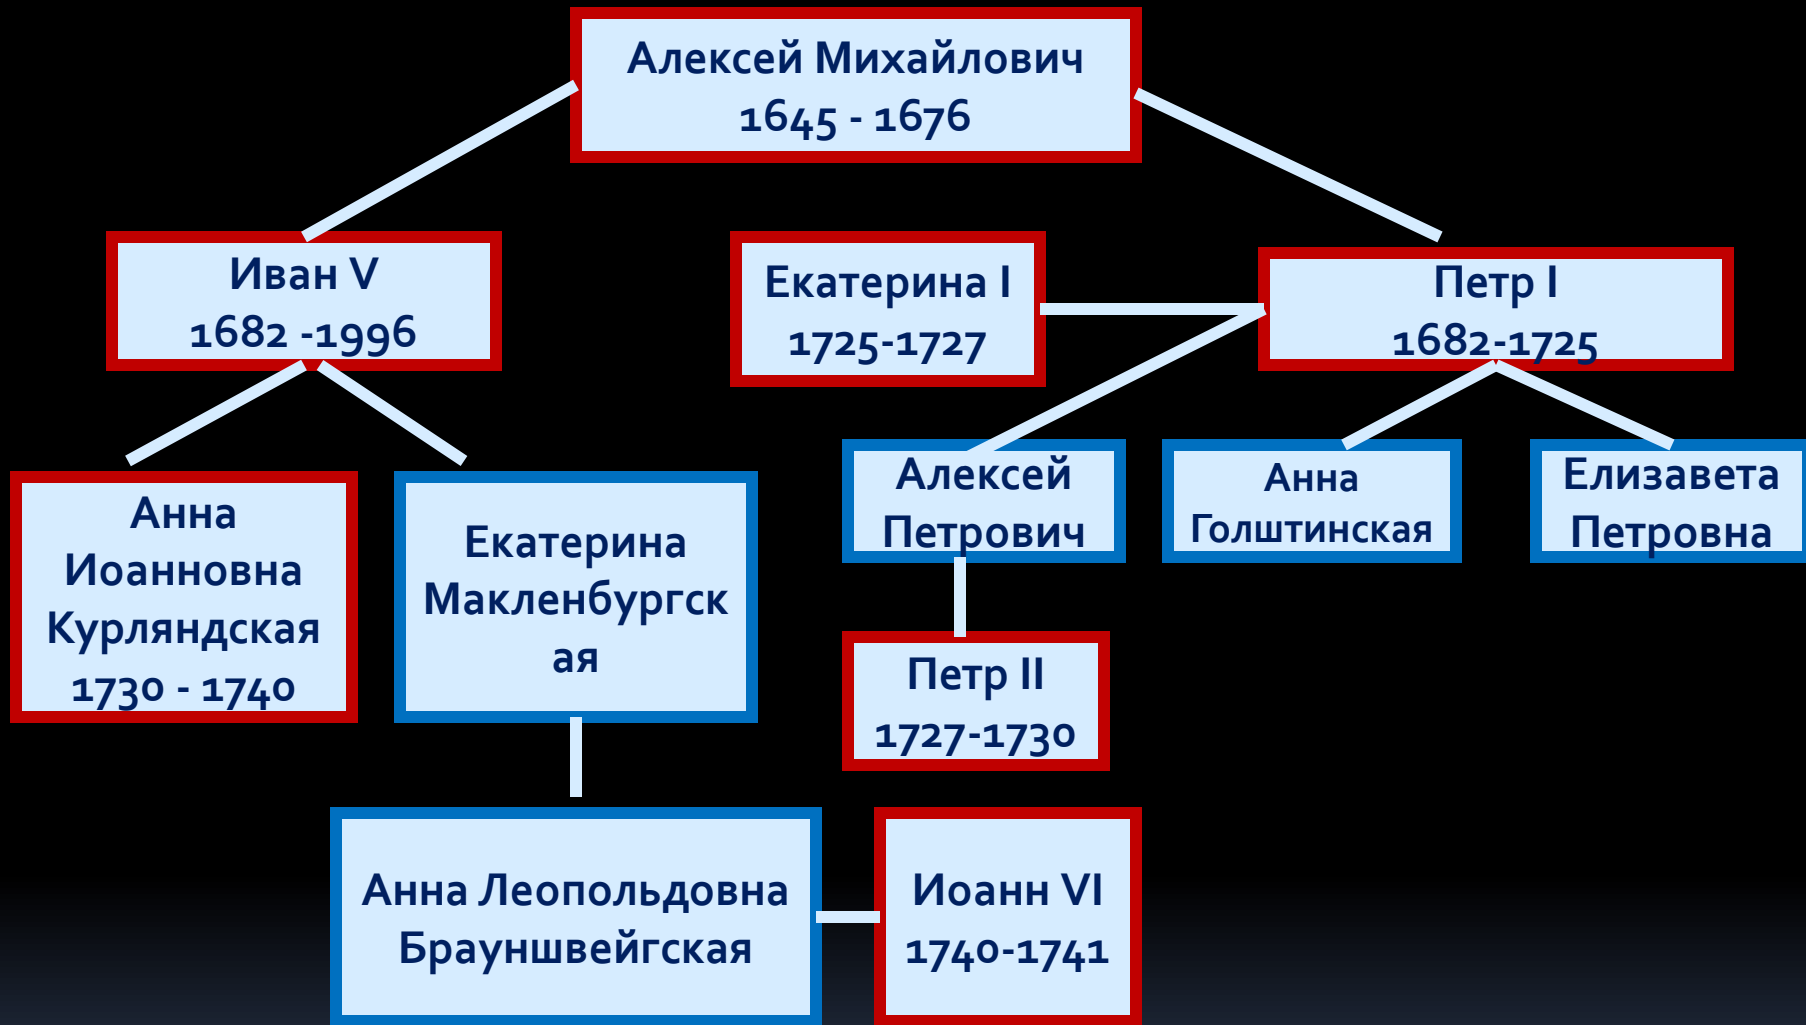 Алексей Михайлович
1645 - 1676
Иван V
1682 -1996
Екатерина I
1725-1727
Петр I
1682-1725
Анна
Иоанновна
Курляндская
1730 - 1740
Екатерина
Макленбургск
ая
Алексей
Петрович
Анна
Голштинская
Елизавета
Петровна
Петр II
1727-1730
Анна Леопольдовна
Брауншвейгская
Иоанн VI
1740-1741